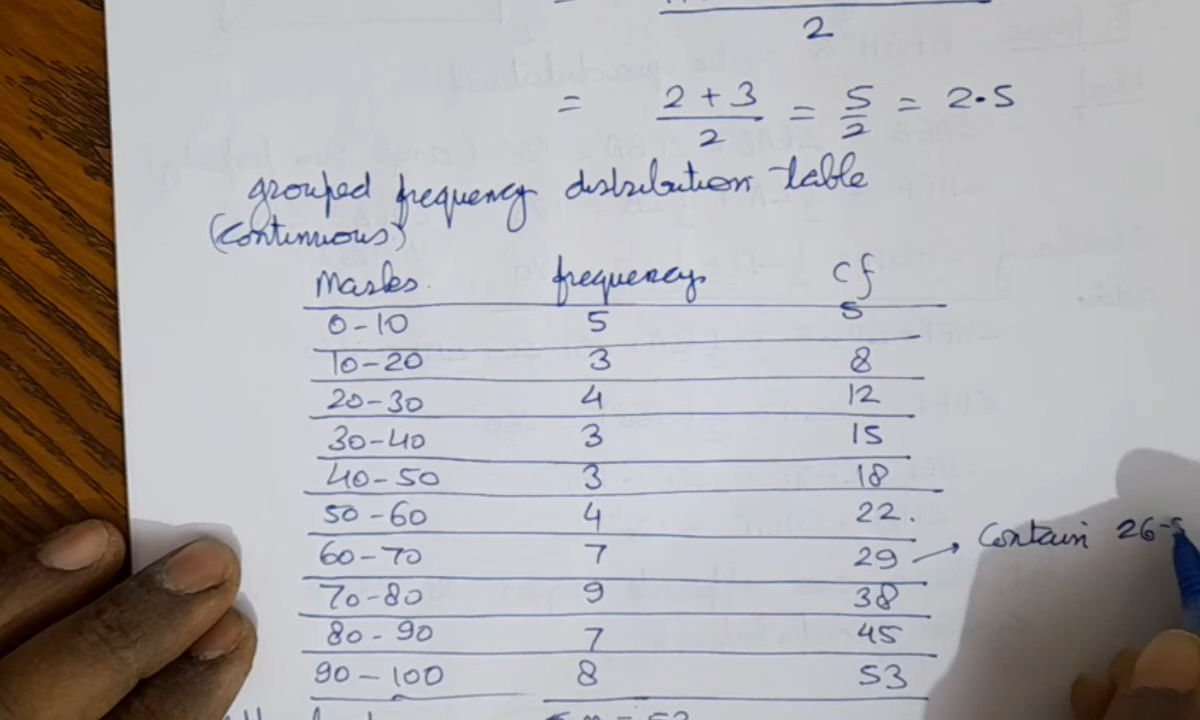 2
= 2 + 3 / 2 = 5 / 2 = 2.5
grouped frequency distribution table
(continuous)
Marks. frequency cf
0-10 5 5
10-20 3 8
20-30 4 12
30-40 3 15
40-50 3 18
50-60 4 22.
60-70 7 29 → Contain 26-5
70-80 9 38
80-90 7 45
90-100 8 53